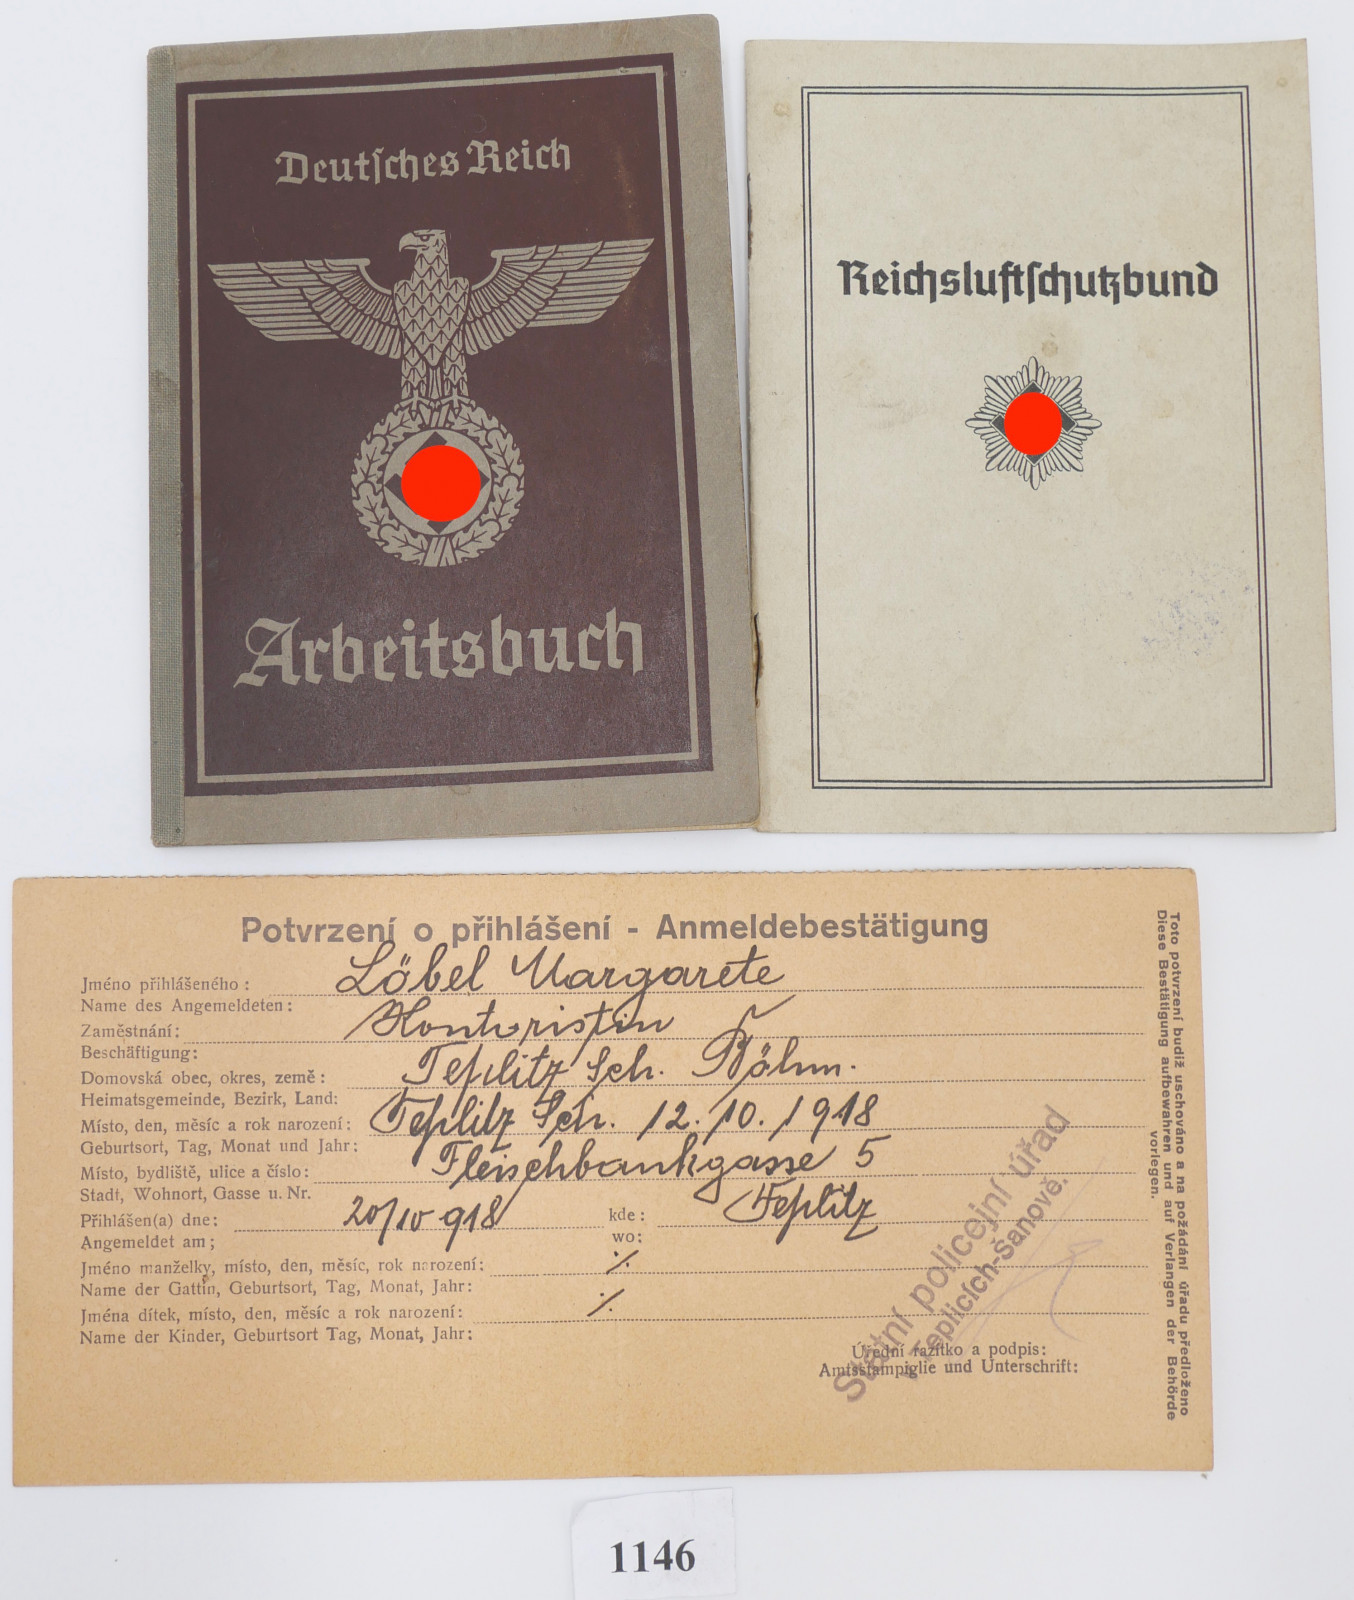 Deutſches Reich
Arbeitsbuch
Reichsluftſchutzbund
Potvrzení o přihlášení - Anmeldebestätigung
Jméno přihlášeného: Löbel Margarete
Name des Angemeldeten:
Zaměstnání: Kontoristin
Beschäftigung:
Domovská obec, okres, země: Teplitz Sch. Böhm.
Heimatsgemeinde, Bezirk, Land:
Místo, den, měsíc a rok narození: Teplitz Sch. 12.10.1918
Geburtsort, Tag, Monat und Jahr:
Místo, bydliště, ulice a číslo: Fleischbankgasse 5
Stadt, Wohnort, Gasse u. Nr.
Přihlášen(a) dne: 20/10 918 kde: Teplitz
Angemeldet am; wo:
Jméno manželky, místo, den, měsíc, rok narození: ./.
Name der Gattin, Geburtsort, Tag, Monat, Jahr:
Jména dítek, místo, den, měsíc a rok narození: ./.
Name der Kinder, Geburtsort Tag, Monat, Jahr:
Úřední razítko a podpis:
Amtsstampiglie und Unterschrift:
Státní policejní úřad
v Teplicích-Šanově.
Toto potvrzení budiž uschováno a na požádání úřadu předloženo
Diese Bestätigung aufbewahren und auf Verlangen der Behörde
vorlegen.
1146